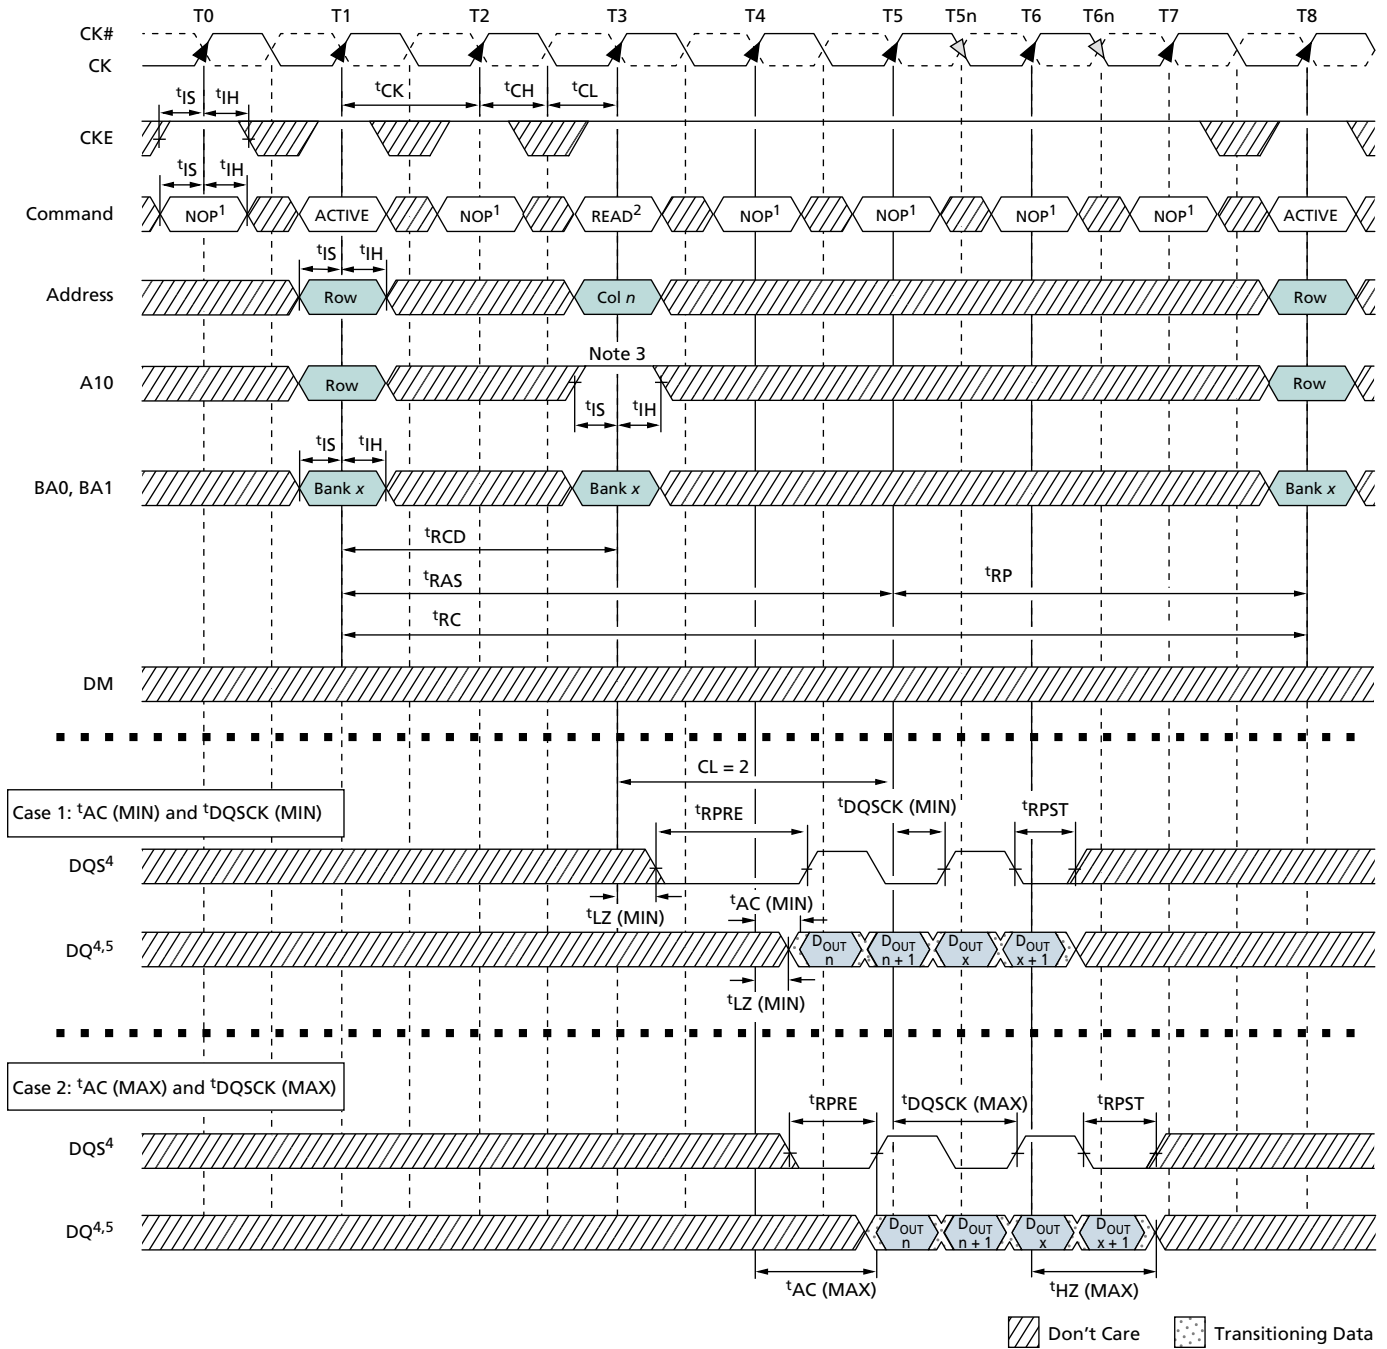 T0 T1 T2 T3 T4 T5 T5n T6 T6n T7 T8
CK#
CK
tIS tIH tCK tCH tCL
CKE
tIS tIH
Command NOP1 ACTIVE NOP1 READ2 NOP1 NOP1 NOP1 NOP1 ACTIVE
tIS tIH
Address Row Col n Row
Note 3
A10 Row Row
tIS tIH
tIS tIH
BA0, BA1 Bank x Bank x Bank x
tRCD
tRAS tRP
tRC
DM
CL = 2
Case 1: tAC (MIN) and tDQSCK (MIN)
tRPRE tDQSCK (MIN) tRPST
DQS4
tLZ (MIN) tAC (MIN)
DQ4,5 DOUT n DOUT n + 1 DOUT x DOUT x + 1
tLZ (MIN)
Case 2: tAC (MAX) and tDQSCK (MAX)
tRPRE tDQSCK (MAX) tRPST
DQS4
DQ4,5 DOUT n DOUT n + 1 DOUT x DOUT x + 1
tAC (MAX) tHZ (MAX)
Don't Care Transitioning Data